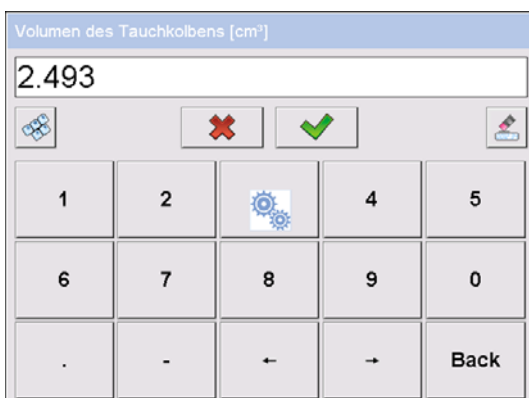 Volumen des Tauchkolbens [cm³]
2.493
1 2 4 5
6 7 8 9 0
. - ← → Back